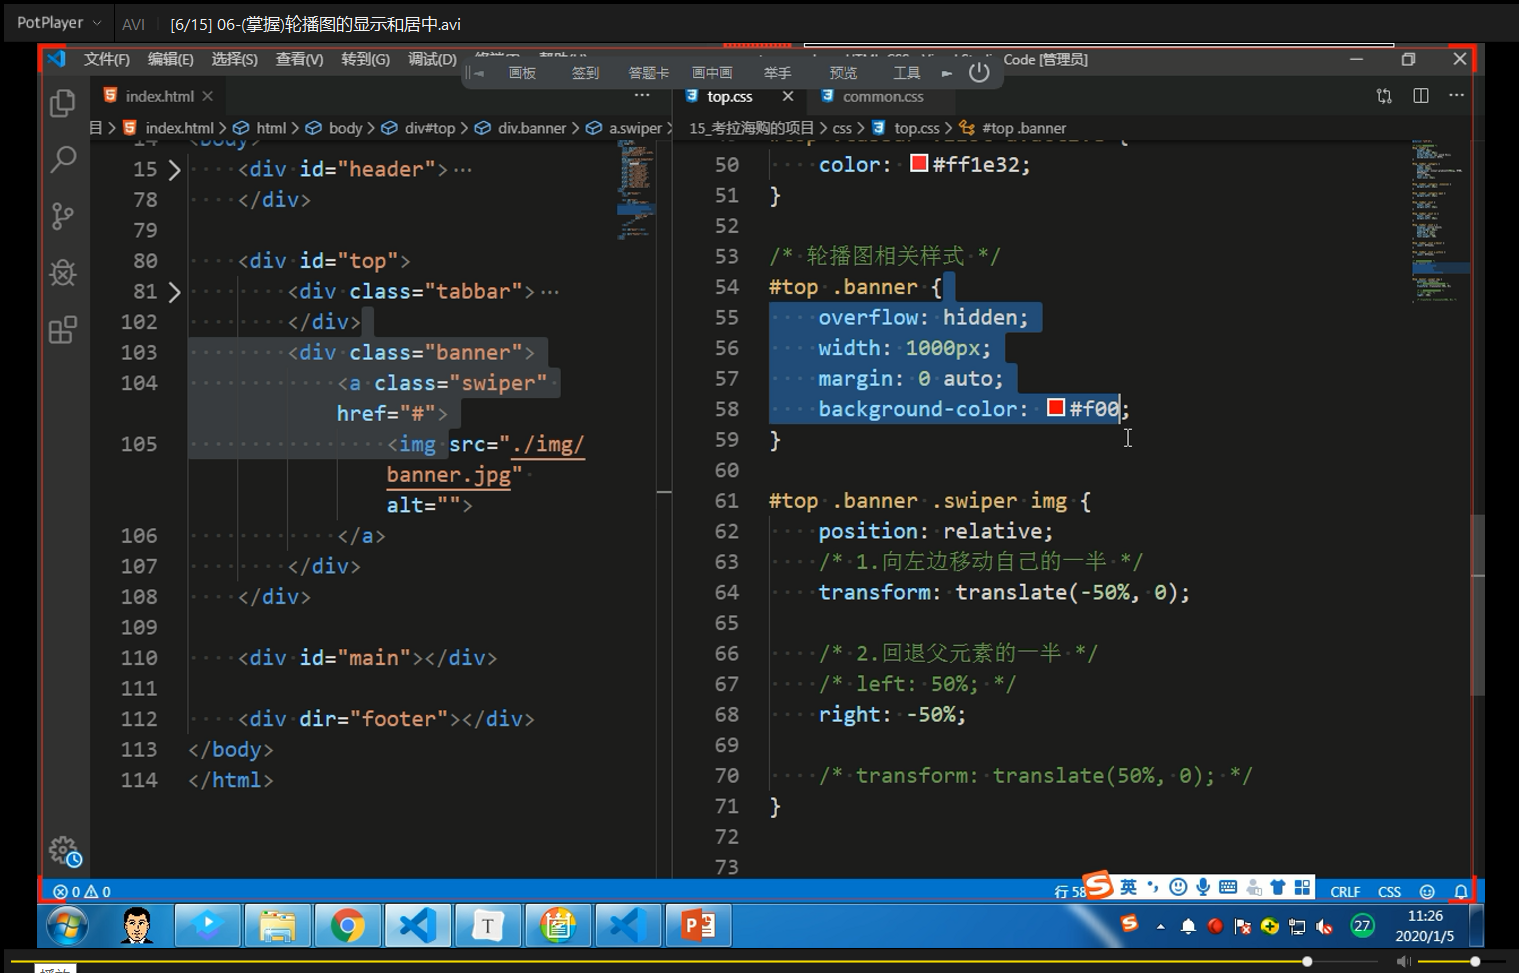 PotPlayer AVI [6/15] 06-(掌握)轮播图的显示和居中.avi
文件(F) 编辑(E) 选择(S) 查看(V) 转到(G) 调试(D)
Code [管理员]
画板 签到 答题卡 画中画 举手 预览 工具
index.html
top.css
common.css
目 > index.html > html > body > div#top > div.banner > a.swiper
15_考拉海购的项目 > css > top.css > #top .banner
14 <body>
15 <div id="header">…
78 </div>
79
80 <div id="top">
81 <div class="tabbar">…
102 </div>
103 <div class="banner">
104 <a class="swiper"
href="#">
105 <img src="./img/
banner.jpg"
alt="">
106 </a>
107 </div>
108 </div>
109
110 <div id="main"></div>
111
112 <div dir="footer"></div>
113 </body>
114 </html>
50 color: #ff1e32;
51 }
52
53 /* 轮播图相关样式 */
54 #top .banner {
55 overflow: hidden;
56 width: 1000px;
57 margin: 0 auto;
58 background-color: #f00;
59 }
60
61 #top .banner .swiper img {
62 position: relative;
63 /* 1.向左边移动自己的一半 */
64 transform: translate(-50%, 0);
65
66 /* 2.回退父元素的一半 */
67 /* left: 50%; */
68 right: -50%;
69
70 /* transform: translate(50%, 0); */
71 }
72
73
0 0
行 58
英
CRLF CSS
27
11:26
2020/1/5